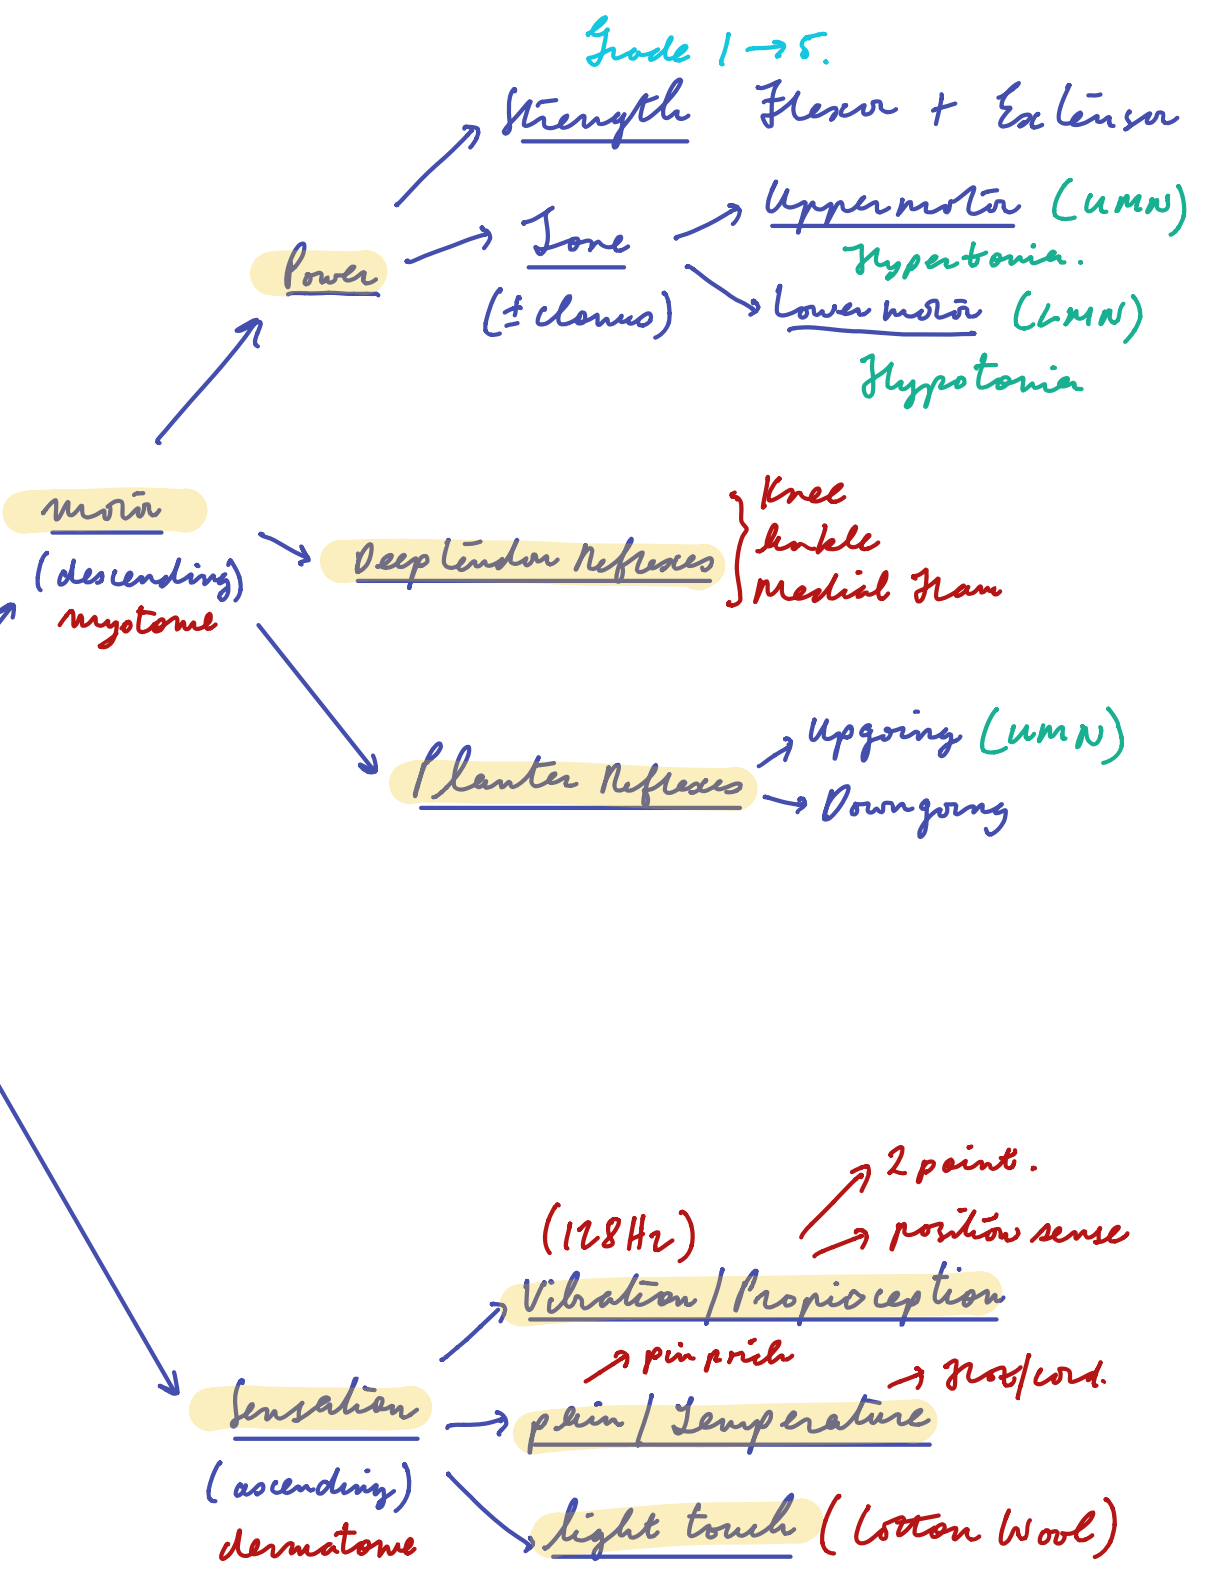 Grade 1 → 5.
Strength Flexor + Extensor
Tone → Upper motor (UMN)
Hypertonia.
Power
(± clonus) Lower motor (LMN)
Hypotonia
Motor
(descending)
myotome
Deep tendon Reflexes
Knee
Ankle
Medial Ham
Planter Reflexes
Upgoing (UMN)
Downgoing
2 point.
(128Hz) position sense
Vibration / Propioception
pin prick Hot/cold.
Sensation
pain / Temperature
(ascending)
dermatome
Light touch (Cotton Wool)